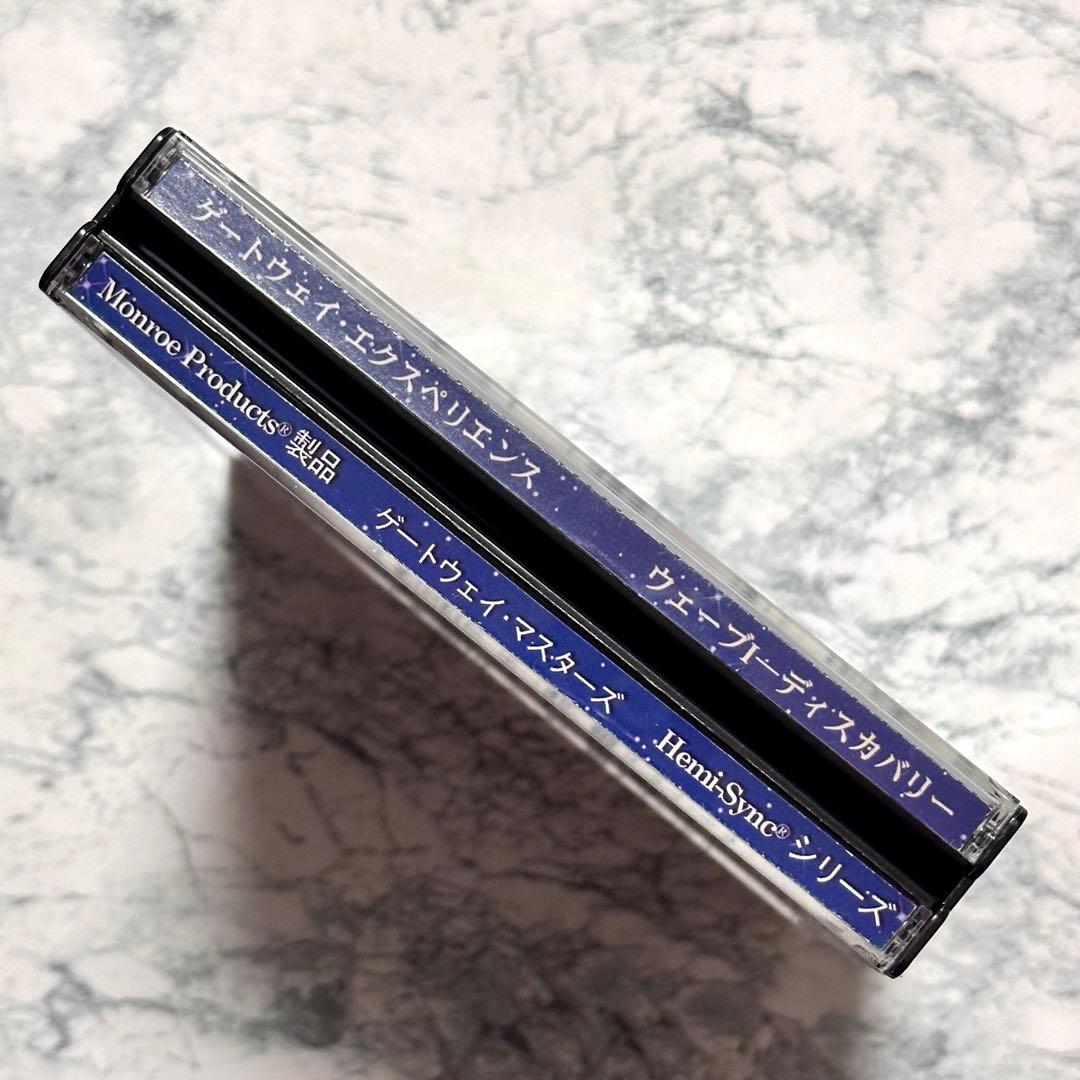 ゲートウェイ・エクスペリエンス ウエーブI－ディスカバリー
Monroe Products® 製品 ゲートウェイ・マスターズ Hemi-Sync® シリーズ